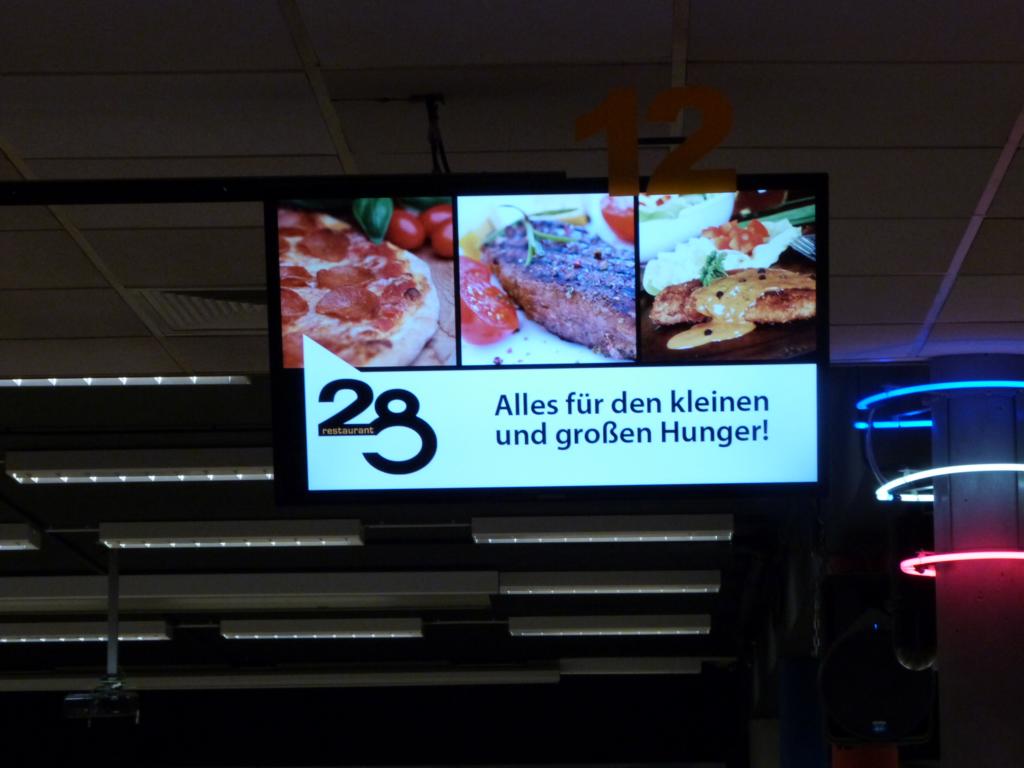 12
28
restaurant
Alles für den kleinen
und großen Hunger!